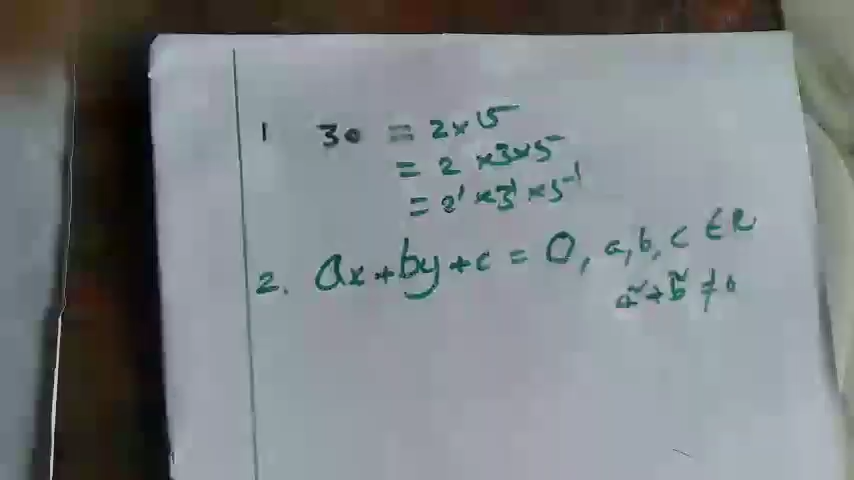 1 30 = 2×15
= 2 ×3×5
= 2¹ ×3¹ ×5¹
2. ax+by+c = 0, a, b, c ∈ R
a²+b² ≠ 0